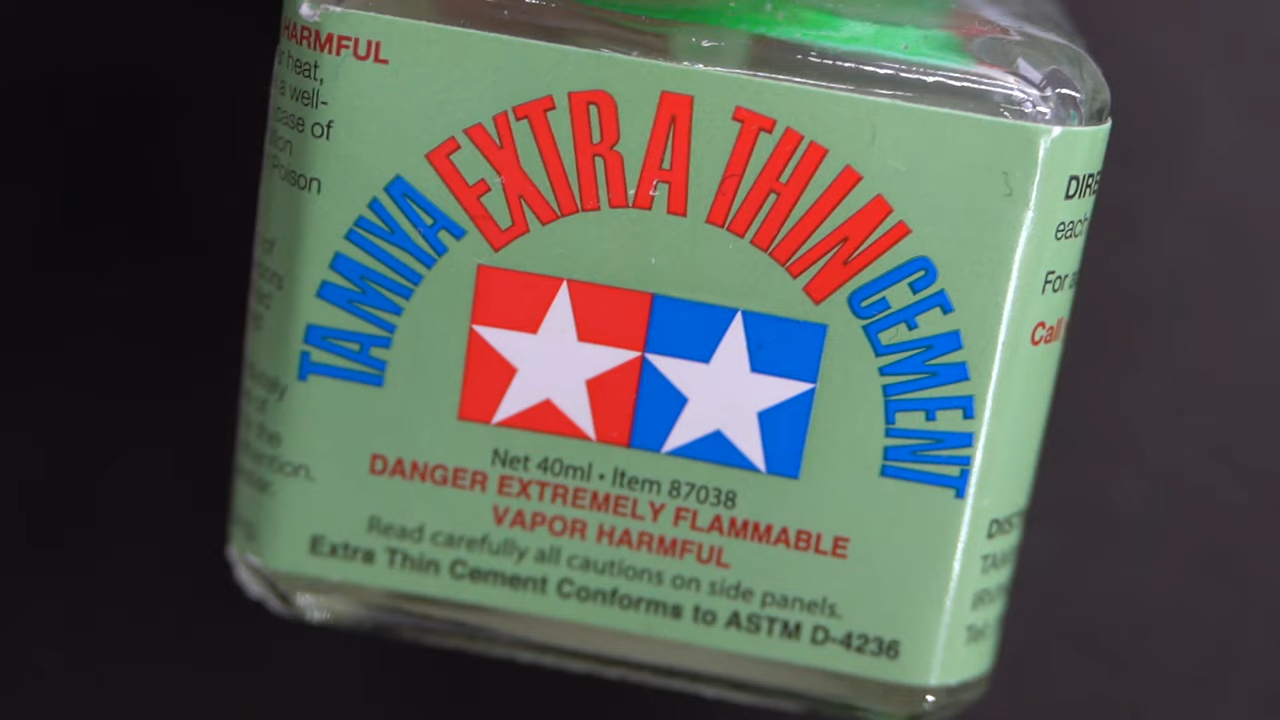 HARMFUL
heat,
a well-
case of
Poison
TAMIYA EXTRA THIN CEMENT
Net 40ml • Item 87038
DANGER EXTREMELY FLAMMABLE
VAPOR HARMFUL
Read carefully all cautions on side panels.
Extra Thin Cement Conforms to ASTM D-4236
each
For
Call